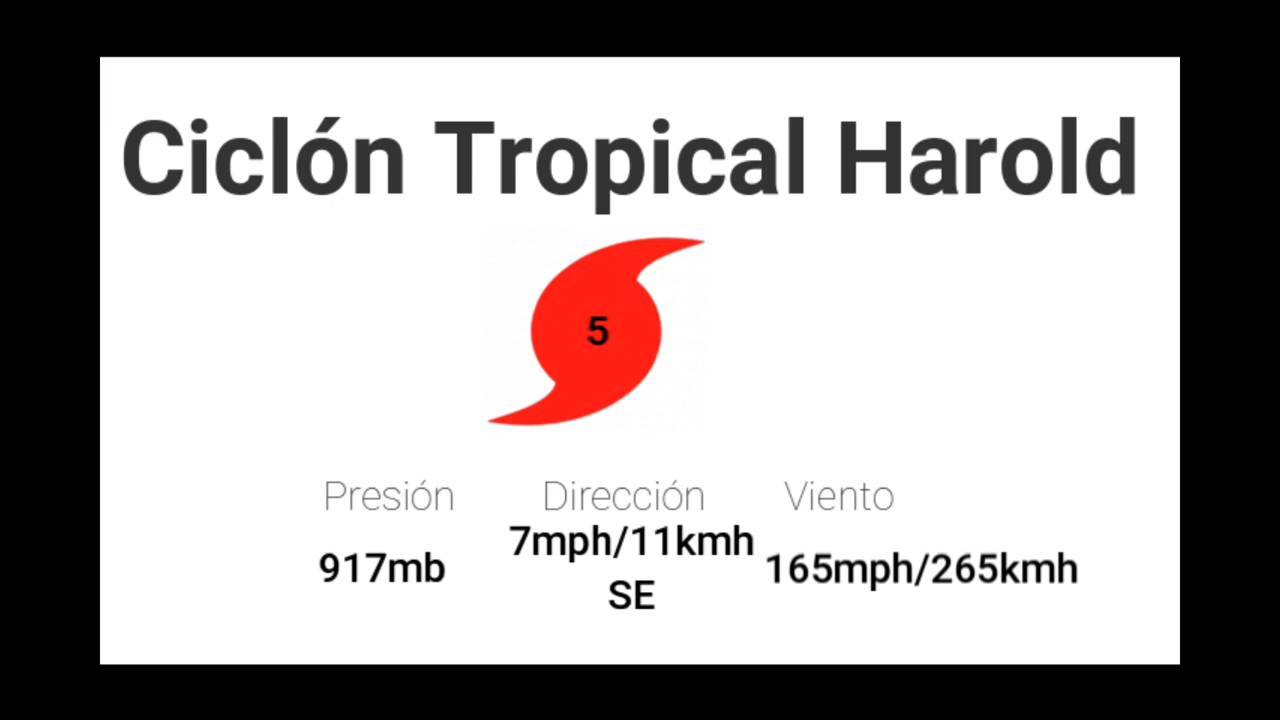 Ciclón Tropical Harold
5
Presión Dirección Viento
917mb 7mph/11kmh 165mph/265kmh
SE